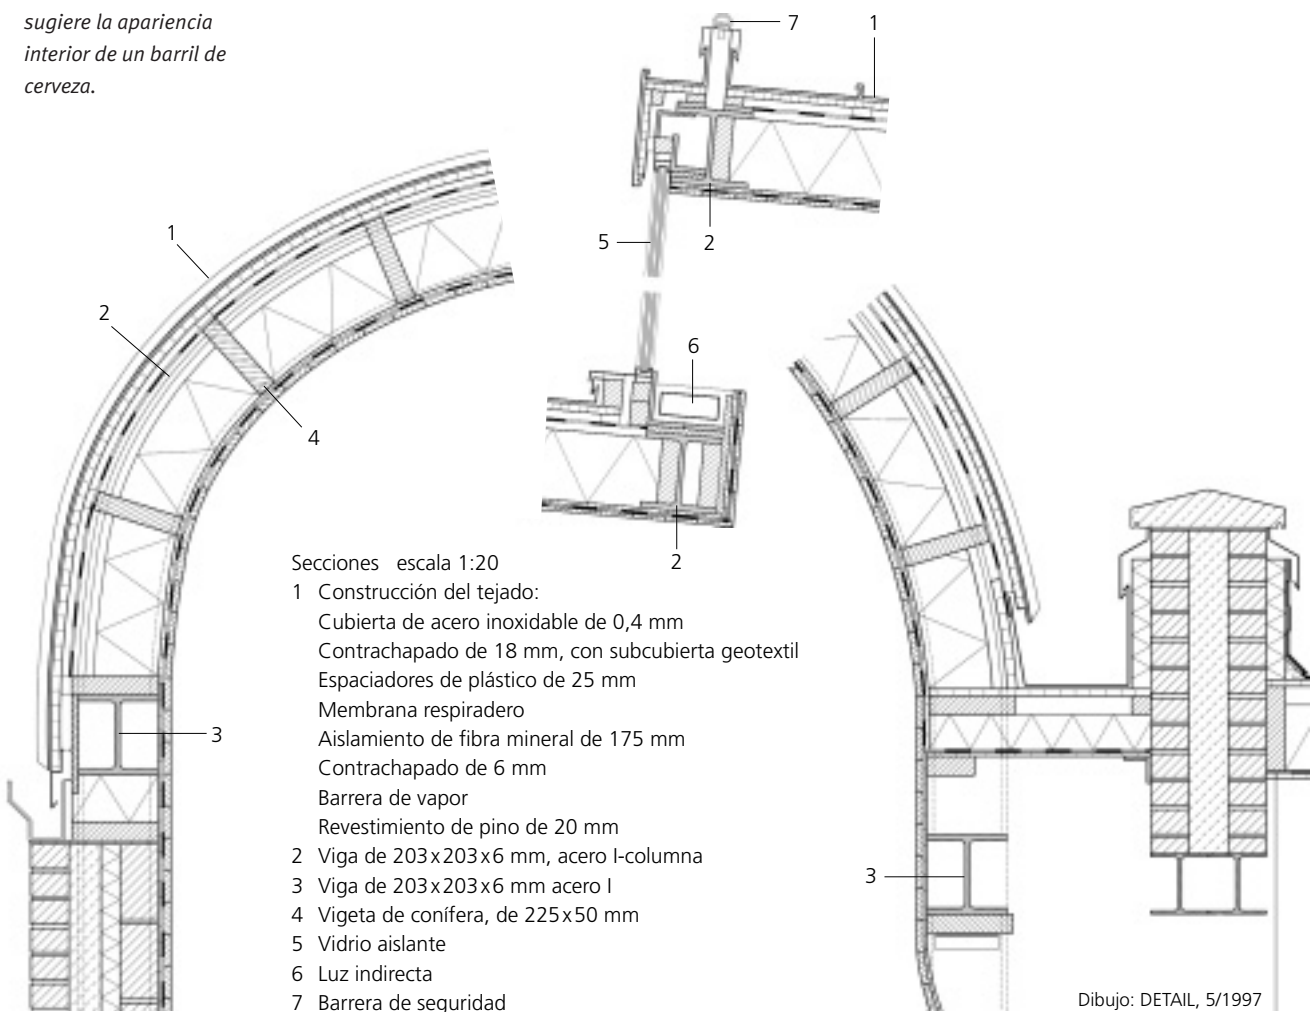 sugiere la apariencia
interior de un barril de
cerveza.
7
1
1
5
2
2
6
4
2
3
3
Secciones escala 1:20
1 Construcción del tejado:
Cubierta de acero inoxidable de 0,4 mm
Contrachapado de 18 mm, con subcubierta geotextil
Espaciadores de plástico de 25 mm
Membrana respiradero
Aislamiento de fibra mineral de 175 mm
Contrachapado de 6 mm
Barrera de vapor
Revestimiento de pino de 20 mm
2 Viga de 203x203x6 mm, acero I-columna
3 Viga de 203x203x6 mm acero I
4 Vigeta de conífera, de 225x50 mm
5 Vidrio aislante
6 Luz indirecta
7 Barrera de seguridad
Dibujo: DETAIL, 5/1997